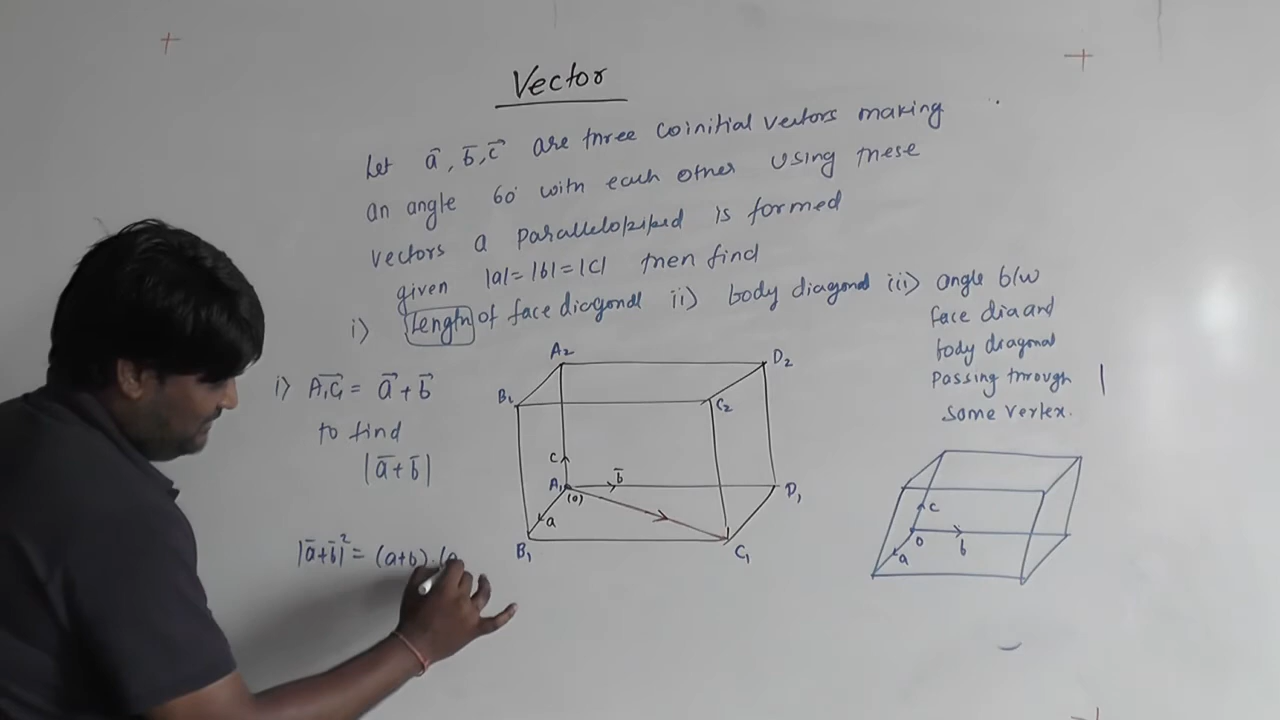 Vector
Let a⃗, b̄, c⃗ are three coinitial vectors making
an angle 60° with each other using these
vectors a parallelopiped is formed
given |a| = |b| = |c| then find
i) Length of face diagonal ii) body diagonal iii) angle b/w
face dia and
body diagonal
passing through
same vertex.
i) A₁C₁ = a⃗ + b⃗
to find
|ā + b̄|
|ā+b̄|² = (a+b).(a
A₂
D₂
B₂
C₂
c
A₁
(0)
b̄
D₁
a
B₁
C₁
c
0
b
a